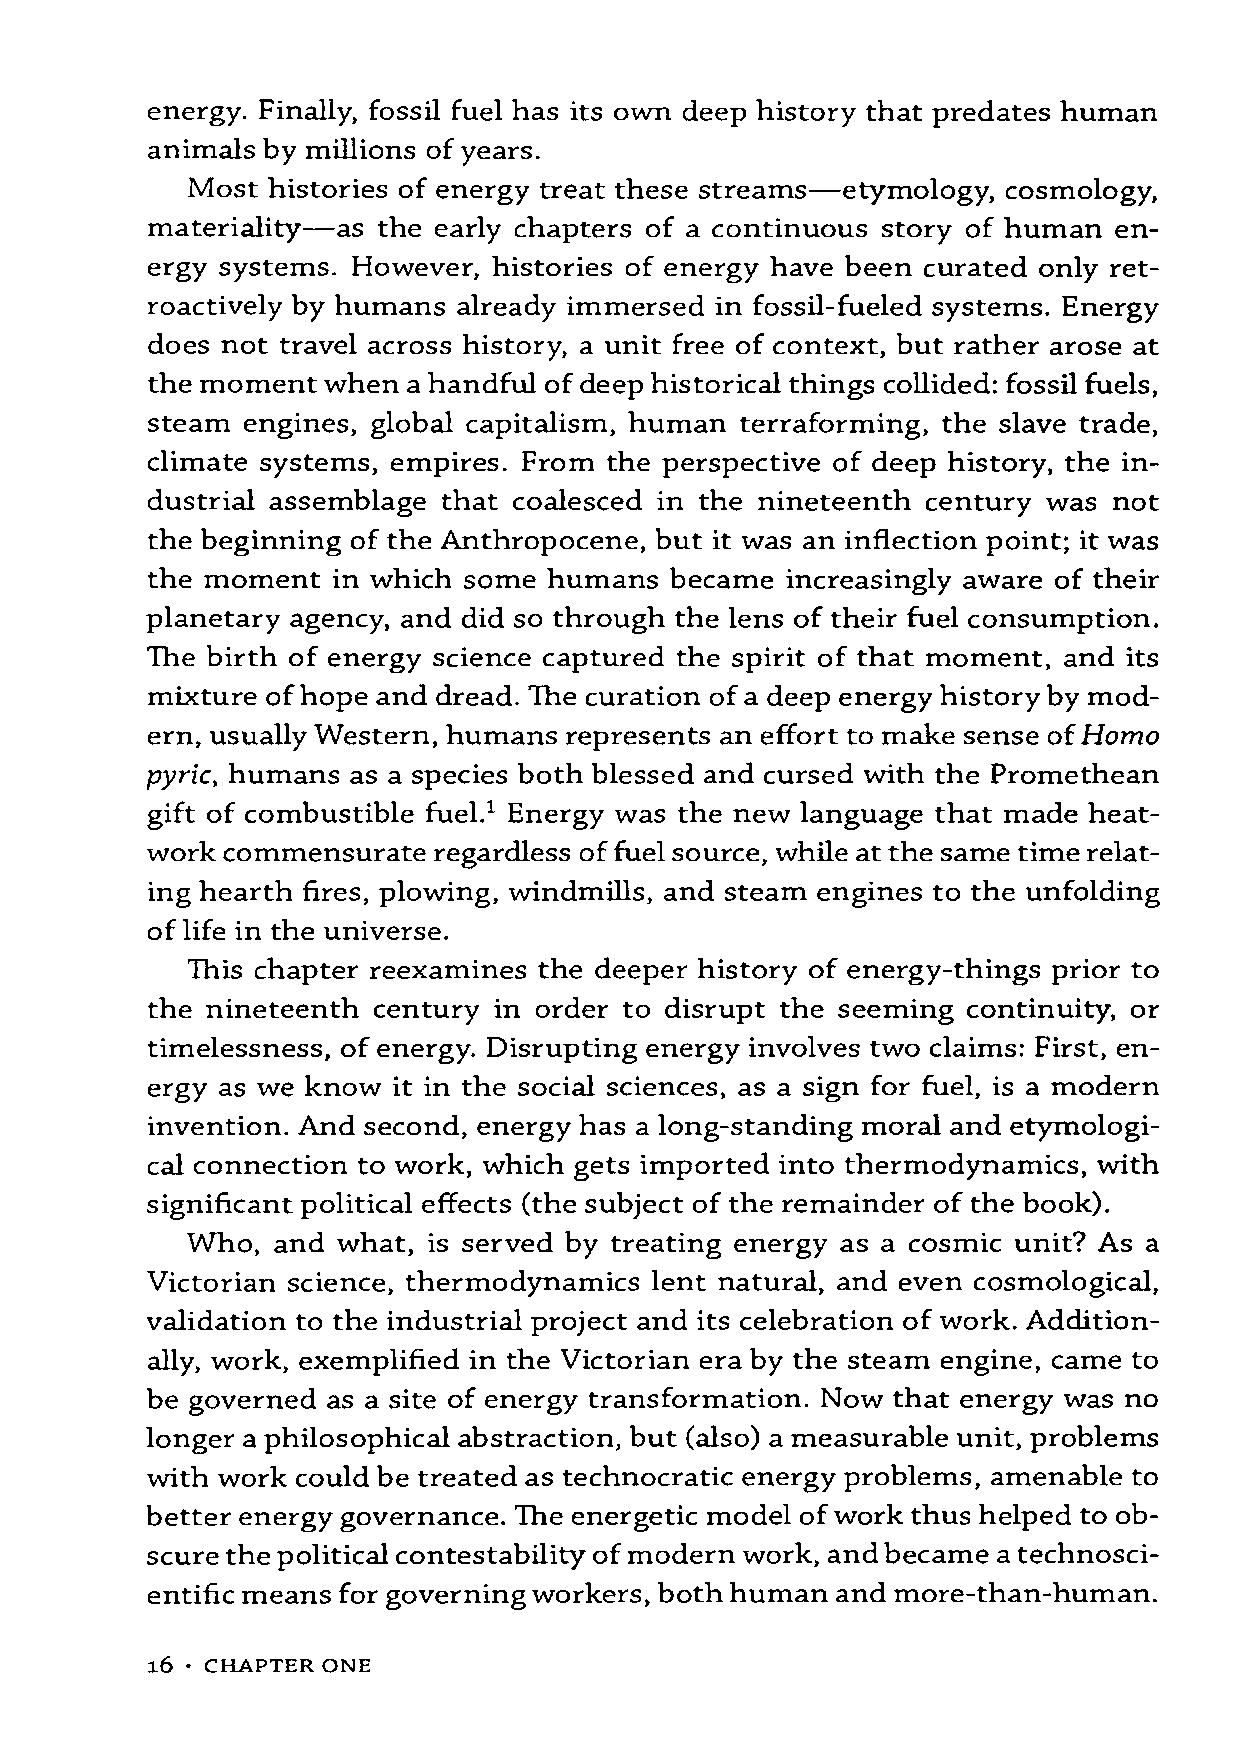 energy. Finally, fossil fuel has its own deep history that predates human
animals by millions of years.
Most histories of energy treat these streams—etymology, cosmology,
materiality—as the early chapters of a continuous story of human en-
ergy systems. However, histories of energy have been curated only ret-
roactively by humans already immersed in fossil-fueled systems. Energy
does not travel across history, a unit free of context, but rather arose at
the moment when a handful of deep historical things collided: fossil fuels,
steam engines, global capitalism, human terraforming, the slave trade,
climate systems, empires. From the perspective of deep history, the in-
dustrial assemblage that coalesced in the nineteenth century was not
the beginning of the Anthropocene, but it was an inflection point; it was
the moment in which some humans became increasingly aware of their
planetary agency, and did so through the lens of their fuel consumption.
The birth of energy science captured the spirit of that moment, and its
mixture of hope and dread. The curation of a deep energy history by mod-
ern, usually Western, humans represents an effort to make sense of Homo
pyric, humans as a species both blessed and cursed with the Promethean
gift of combustible fuel.¹ Energy was the new language that made heat-
work commensurate regardless of fuel source, while at the same time relat-
ing hearth fires, plowing, windmills, and steam engines to the unfolding
of life in the universe.
This chapter reexamines the deeper history of energy-things prior to
the nineteenth century in order to disrupt the seeming continuity, or
timelessness, of energy. Disrupting energy involves two claims: First, en-
ergy as we know it in the social sciences, as a sign for fuel, is a modern
invention. And second, energy has a long-standing moral and etymologi-
cal connection to work, which gets imported into thermodynamics, with
significant political effects (the subject of the remainder of the book).
Who, and what, is served by treating energy as a cosmic unit? As a
Victorian science, thermodynamics lent natural, and even cosmological,
validation to the industrial project and its celebration of work. Addition-
ally, work, exemplified in the Victorian era by the steam engine, came to
be governed as a site of energy transformation. Now that energy was no
longer a philosophical abstraction, but (also) a measurable unit, problems
with work could be treated as technocratic energy problems, amenable to
better energy governance. The energetic model of work thus helped to ob-
scure the political contestability of modern work, and became a technosci-
entific means for governing workers, both human and more-than-human.
16 • CHAPTER ONE